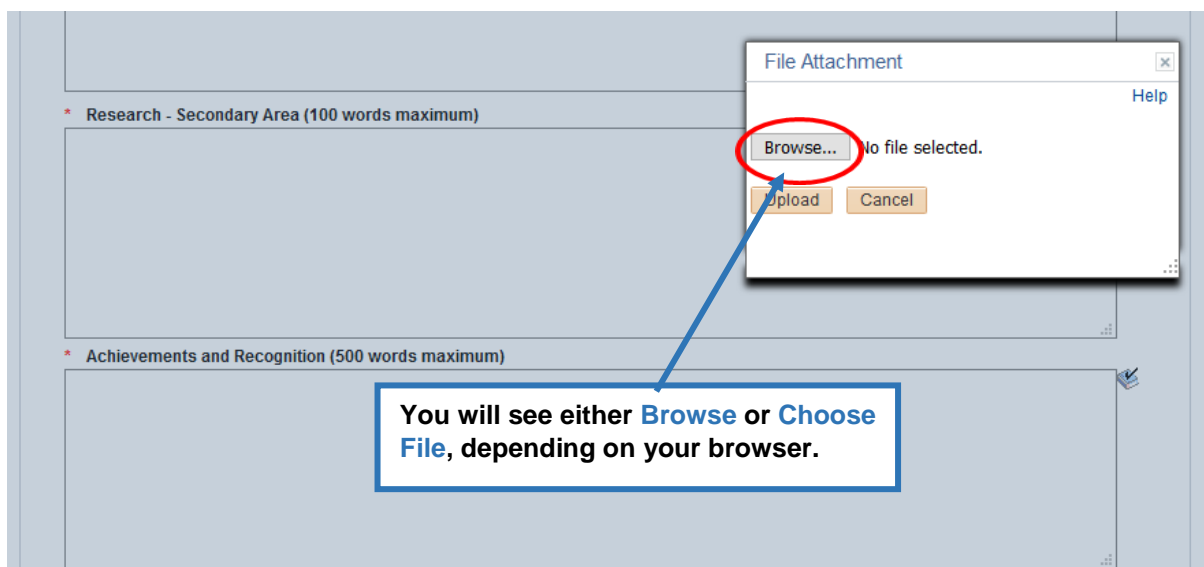 File Attachment
Help
* Research - Secondary Area (100 words maximum)
Browse... No file selected.
Upload Cancel
* Achievements and Recognition (500 words maximum)
You will see either Browse or Choose
File, depending on your browser.